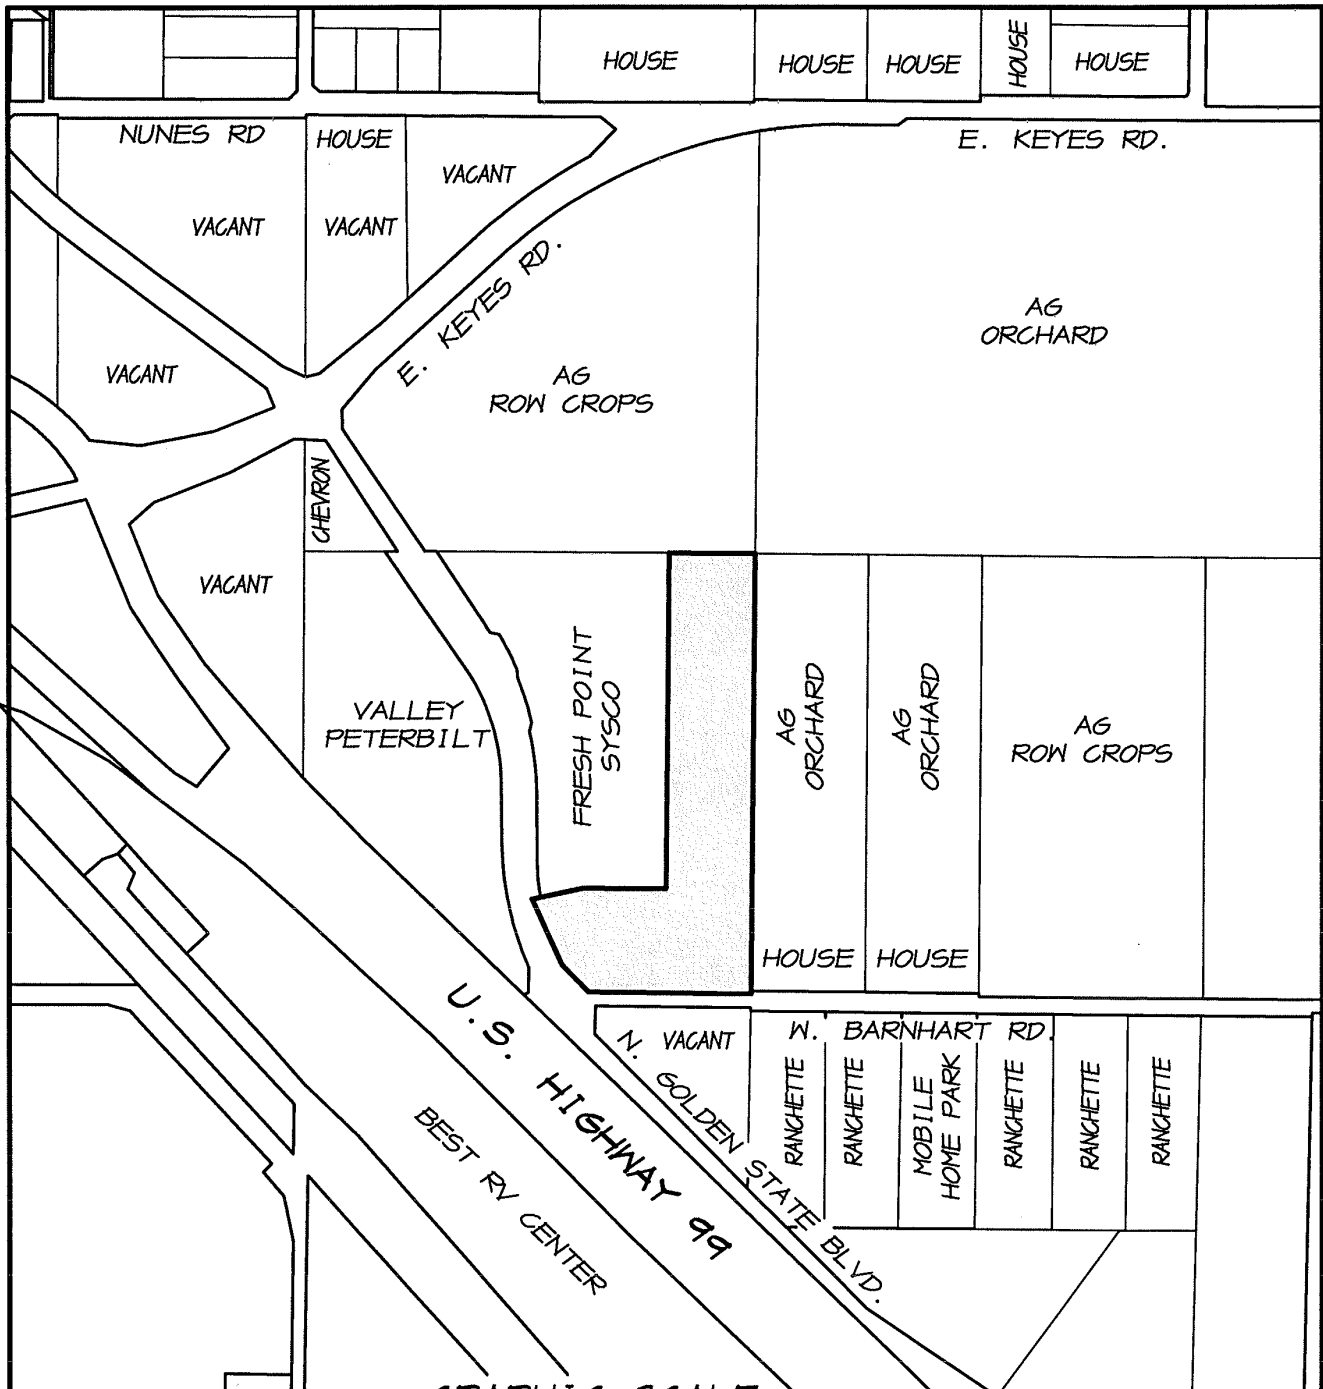 HOUSE
HOUSE
HOUSE
HOUSE
HOUSE
NUNES RD
HOUSE
VACANT
E. KEYES RD.
VACANT
VACANT
E. KEYES RD.
AG
ORCHARD
VACANT
AG
ROW CROPS
CHEVRON
VACANT
VALLEY
PETERBILT
FRESH POINT
SYSCO
AG
ORCHARD
AG
ORCHARD
AG
ROW CROPS
HOUSE
HOUSE
U.S. HIGHWAY 99
N. GOLDEN STATE BLVD.
VACANT
W. BARNHART RD.
RANCHETTE
RANCHETTE
MOBILE
HOME PARK
RANCHETTE
RANCHETTE
RANCHETTE
BEST RV CENTER
GRAPHIC SCALE